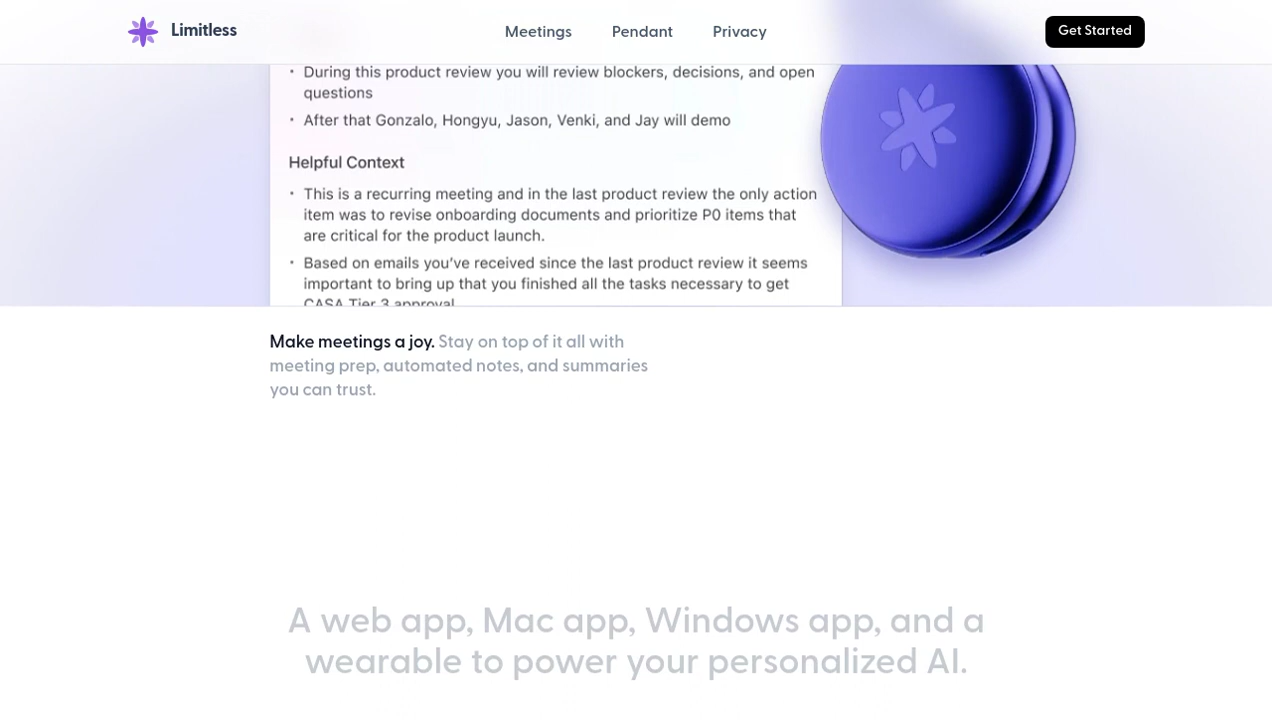 Limitless
Meetings
Pendant
Privacy
Get Started
During this product review you will review blockers, decisions, and open
questions
After that Gonzalo, Hongyu, Jason, Venki, and Jay will demo
Helpful Context
This is a recurring meeting and in the last product review the only action
item was to revise onboarding documents and prioritize P0 items that
are critical for the product launch.
Based on emails you’ve received since the last product review it seems
important to bring up that you finished all the tasks necessary to get
CASA Tier 3 approval
Make meetings a joy. Stay on top of it all with
meeting prep, automated notes, and summaries
you can trust.
A web app, Mac app, Windows app, and a
wearable to power your personalized AI.